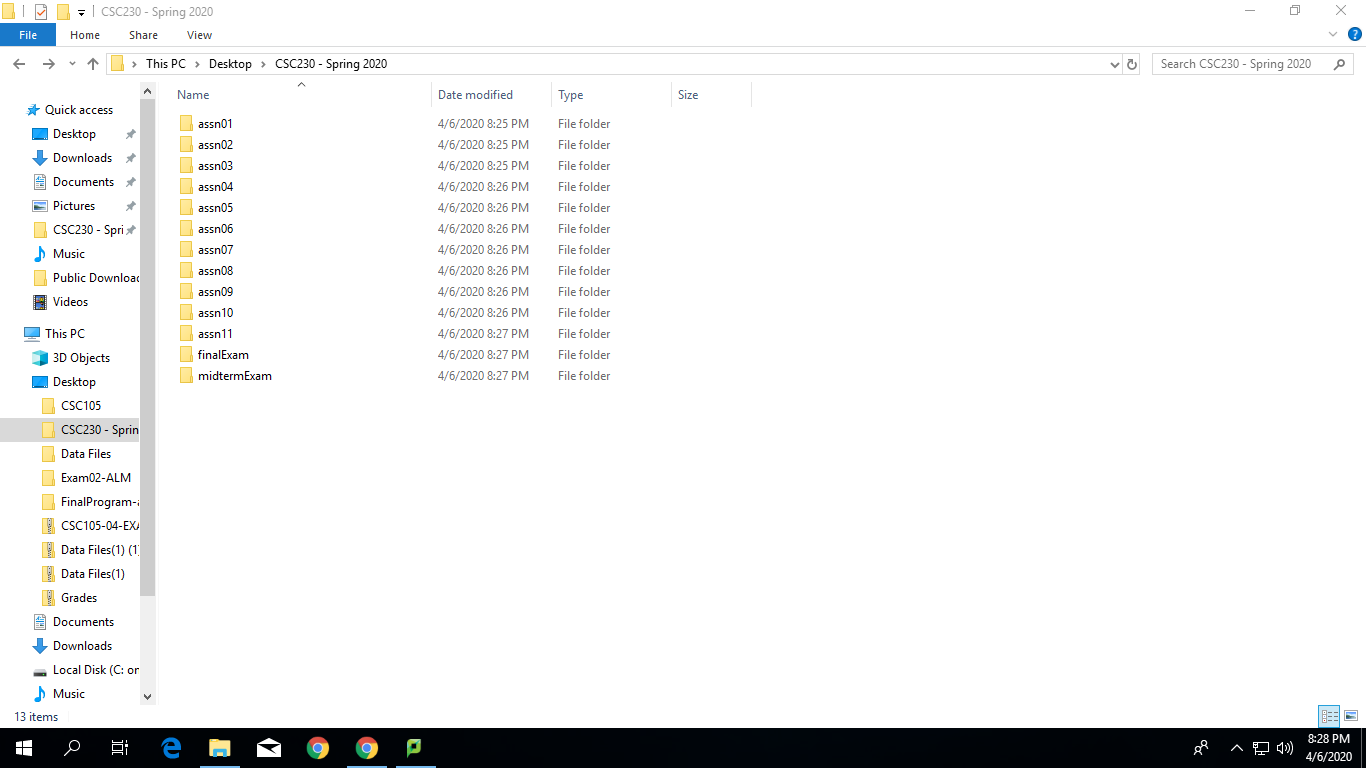 CSC230 - Spring 2020
File Home Share View
This PC Desktop CSC230 - Spring 2020 Search CSC230 - Spring 2020
Name Date modified Type Size
assn01 4/6/2020 8:25 PM File folder
assn02 4/6/2020 8:25 PM File folder
assn03 4/6/2020 8:25 PM File folder
assn04 4/6/2020 8:26 PM File folder
assn05 4/6/2020 8:26 PM File folder
assn06 4/6/2020 8:26 PM File folder
assn07 4/6/2020 8:26 PM File folder
assn08 4/6/2020 8:26 PM File folder
assn09 4/6/2020 8:26 PM File folder
assn10 4/6/2020 8:26 PM File folder
assn11 4/6/2020 8:27 PM File folder
finalExam 4/6/2020 8:27 PM File folder
midtermExam 4/6/2020 8:27 PM File folder
Quick access
Desktop
Downloads
Documents
Pictures
CSC230 - Spri
Music
Public Downloac
Videos
This PC
3D Objects
Desktop
CSC105
CSC230 - Sprin
Data Files
Exam02-ALM
FinalProgram-a
CSC105-04-EXA
Data Files(1) (1)
Data Files(1)
Grades
Documents
Downloads
Local Disk (C: on
Music
13 items
8:28 PM
4/6/2020